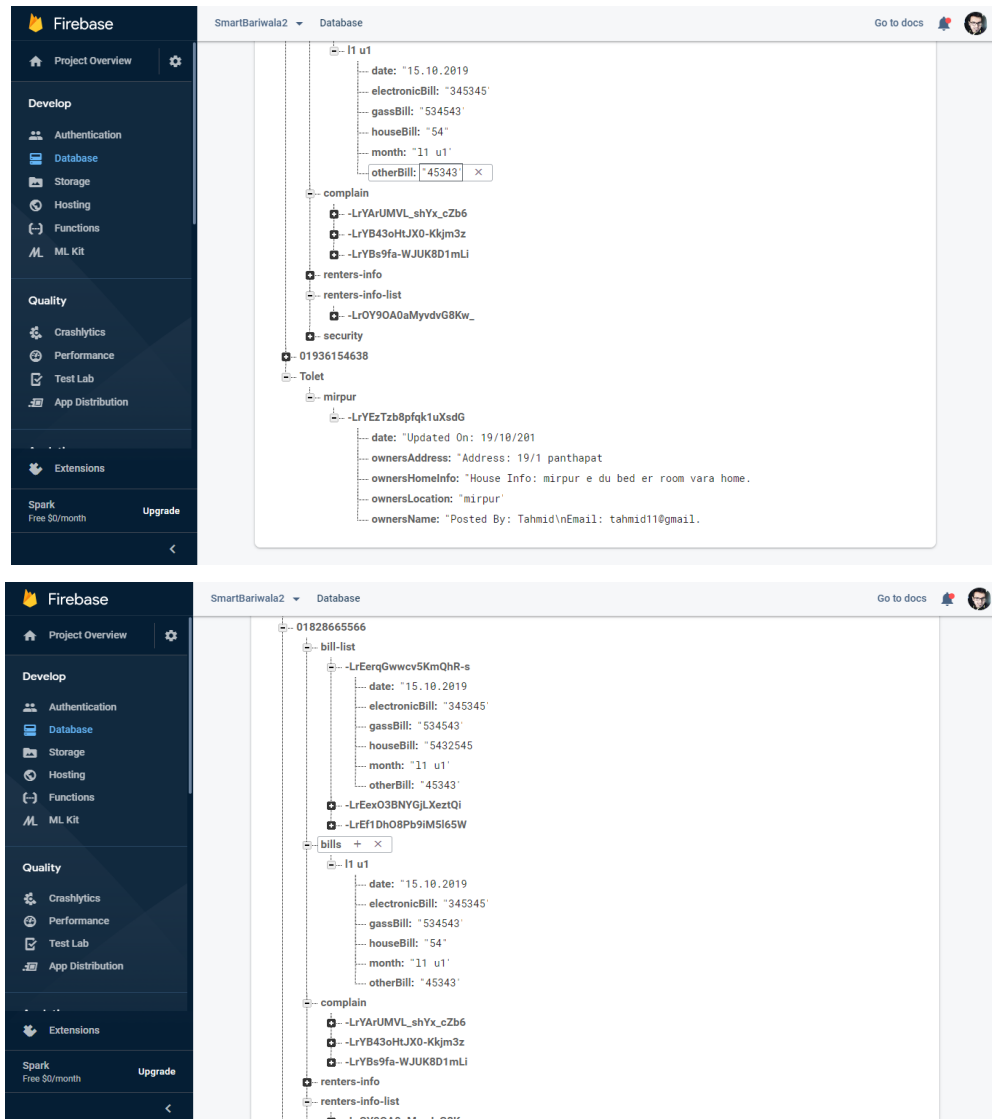 Firebase
SmartBariwala2 Database Go to docs
Project Overview
Develop
Authentication
Database
Storage
Hosting
Functions
ML Kit
Quality
Crashlytics
Performance
Test Lab
App Distribution
Extensions
Spark
Free $0/month Upgrade
l1 u1
date: "15.10.2019
electronicBill: "345345'
gassBill: "534543'
houseBill: "54"
month: "l1 u1'
otherBill: "45343' ×
complain
-LrYArUMVL_shYx_cZb6
-LrYB43oHtJX0-Kkjm3z
-LrYBs9fa-WJUK8D1mLi
renters-info
renters-info-list
-LrOY9OA0aMyvdvG8Kw_
security
01936154638
Tolet
mirpur
-LrYEzTzb8pfqk1uXsdG
date: "Updated On: 19/10/201
ownersAddress: "Address: 19/1 panthapat
ownersHomeInfo: "House Info: mirpur e du bed er room vara home.
ownersLocation: "mirpur'
ownersName: "Posted By: Tahmid\nEmail: tahmid11@gmail.
Firebase
SmartBariwala2 Database Go to docs
Project Overview
Develop
Authentication
Database
Storage
Hosting
Functions
ML Kit
Quality
Crashlytics
Performance
Test Lab
App Distribution
Extensions
Spark
Free $0/month Upgrade
01828665566
bill-list
-LrEerqGwwcv5KmQhR-s
date: "15.10.2019
electronicBill: "345345'
gassBill: "534543'
houseBill: "5432545
month: "l1 u1'
otherBill: "45343'
-LrEexO3BNYGjLXeztQi
-LrEf1DhO8Pb9iM5l65W
bills + ×
l1 u1
date: "15.10.2019
electronicBill: "345345'
gassBill: "534543'
houseBill: "54"
month: "l1 u1'
otherBill: "45343'
complain
-LrYArUMVL_shYx_cZb6
-LrYB43oHtJX0-Kkjm3z
-LrYBs9fa-WJUK8D1mLi
renters-info
renters-info-list